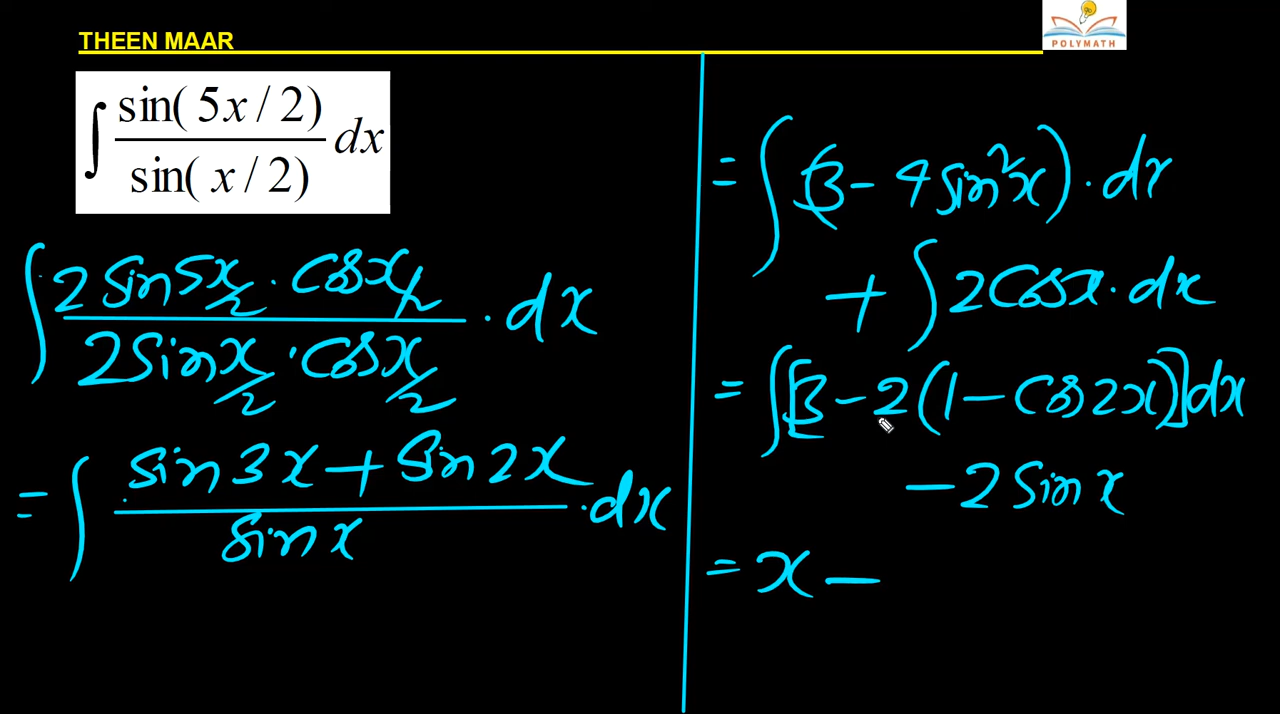 THEEN MAAR
POLYMATH
∫ sin(5x/2) / sin(x/2) dx
∫ 2 sin 5x/2 · cos x/2 / 2 sin x/2 · cos x/2 · dx
= ∫ sin 3x + sin 2x / sin x · dx
= ∫ (3 - 4 sin²x) · dx
+ ∫ 2 cos x · dx
= ∫ [3 - 2(1 - cos 2x)] dx
- 2 sin x
= x -